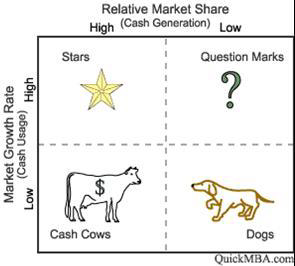 Relative Market Share
(Cash Generation)
High Low
Market Growth Rate
(Cash Usage)
High
Low
Stars
Question Marks
?
$
Cash Cows
Dogs
QuickMBA.com